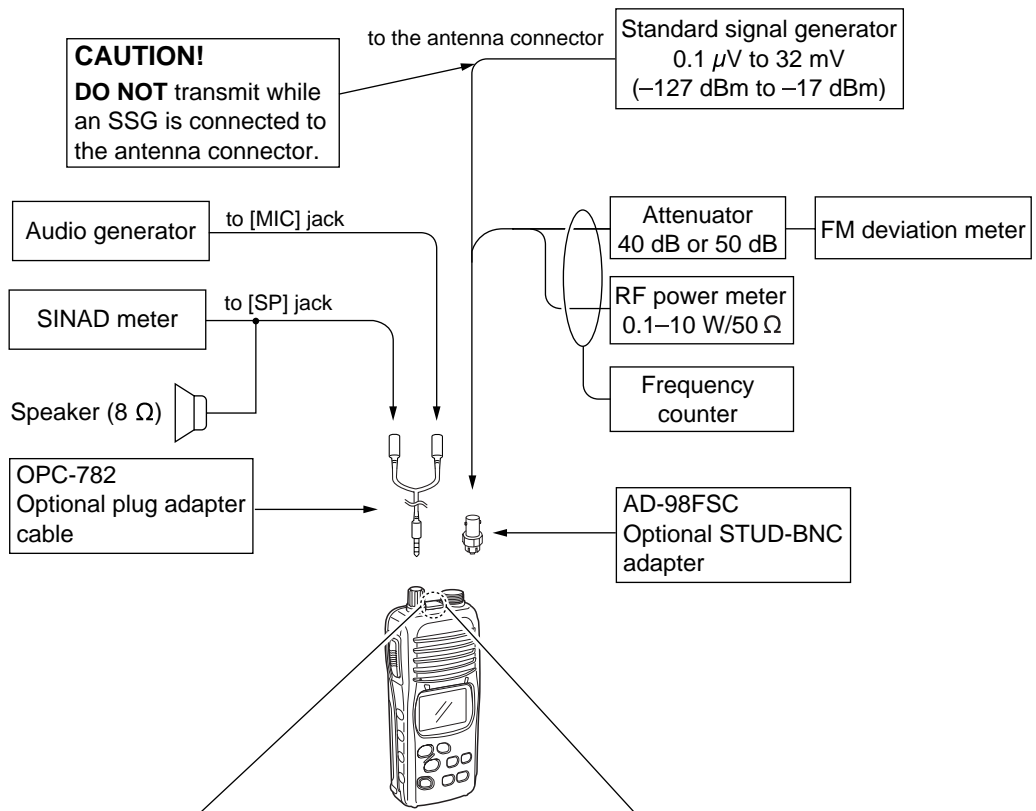 CAUTION!
DO NOT transmit while
an SSG is connected to
the antenna connector.
to the antenna connector
Standard signal generator
0.1 µV to 32 mV
(–127 dBm to –17 dBm)
Audio generator
to [MIC] jack
Attenuator
40 dB or 50 dB
FM deviation meter
SINAD meter
to [SP] jack
RF power meter
0.1–10 W/50 Ω
Speaker (8 Ω)
Frequency
counter
OPC-782
Optional plug adapter
cable
AD-98FSC
Optional STUD-BNC
adapter